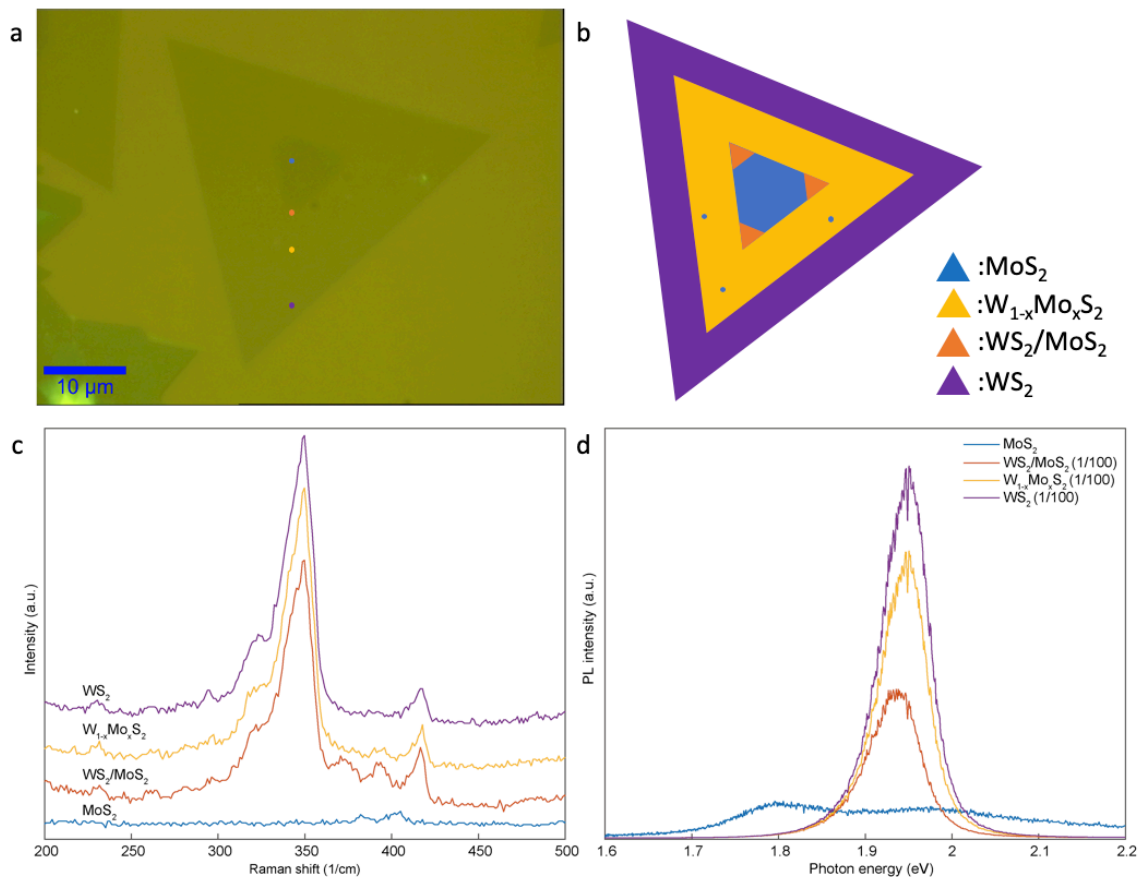 a
10 μm
b
:MoS₂
:W₁₋ₓMoₓS₂
:WS₂/MoS₂
:WS₂
c
Intensity (a.u.)
WS₂
W₁₋ₓMoₓS₂
WS₂/MoS₂
MoS₂
200 250 300 350 400 450 500
Raman shift (1/cm)
d
PL intensity (a.u.)
MoS₂
WS₂/MoS₂ (1/100)
W₁₋ₓMoₓS₂ (1/100)
WS₂ (1/100)
1.6 1.7 1.8 1.9 2 2.1 2.2
Photon energy (eV)